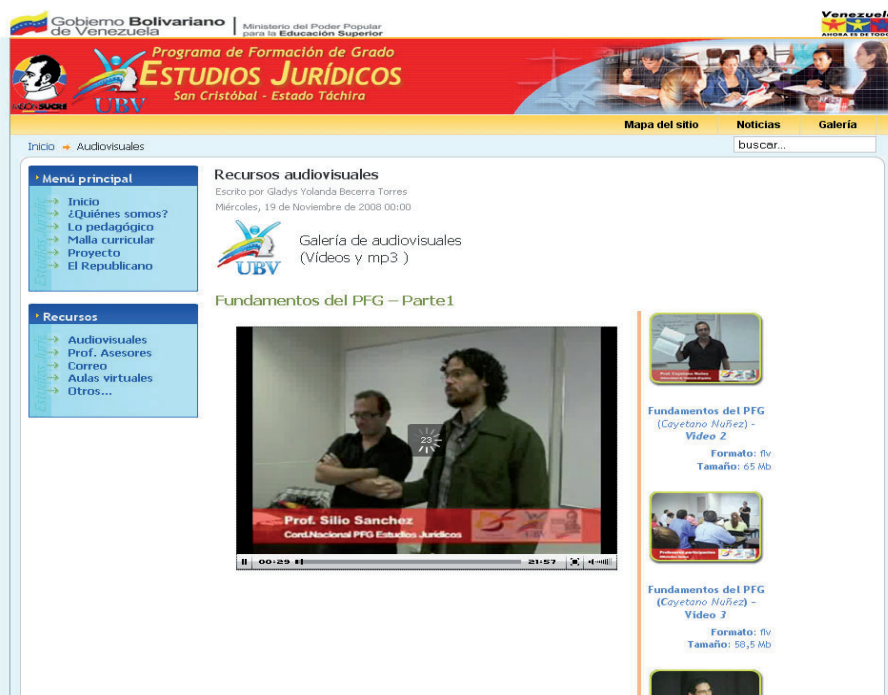 Gobierno Bolivariano
de Venezuela
Ministerio del Poder Popular
para la Educación Superior
Venezuela
AHORA ES DE TODOS
Programa de Formación de Grado
ESTUDIOS JURÍDICOS
San Cristóbal - Estado Táchira
MISIÓN SUCRE
UBV
Mapa del sitio
Noticias
Galería
Inicio
Audiovisuales
buscar...
Menú principal
Inicio
¿Quiénes somos?
Lo pedagógico
Malla curricular
Proyecto
El Republicano
Recursos
Audiovisuales
Prof. Asesores
Correo
Aulas virtuales
Otros...
Recursos audiovisuales
Escrito por Gladys Yolanda Becerra Torres
Miércoles, 19 de Noviembre de 2008 00:00
UBV
Galería de audiovisuales
(Vídeos y mp3 )
Fundamentos del PFG – Parte1
23
Prof. Silio Sanchez
Cord.Nacional PFG Estudios Jurídicos
00:29
21:57
Fundamentos del PFG
(Cayetano Nuñez) -
Video 2
Formato: flv
Tamaño: 65 Mb
Fundamentos del PFG
(Cayetano Nuñez) -
Video 3
Formato: flv
Tamaño: 58,5 Mb